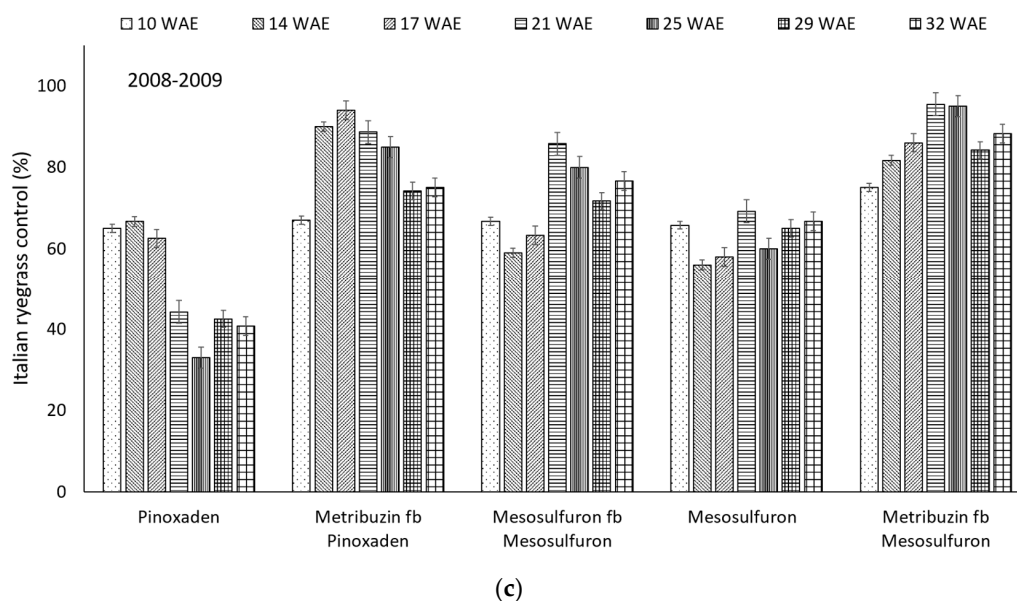 10 WAE 14 WAE 17 WAE 21 WAE 25 WAE 29 WAE 32 WAE
2008-2009
Italian ryegrass control (%)
100
80
60
40
20
0
Pinoxaden
Metribuzin fb
Pinoxaden
Mesosulfuron fb
Mesosulfuron
Mesosulfuron
Metribuzin fb
Mesosulfuron
(c)